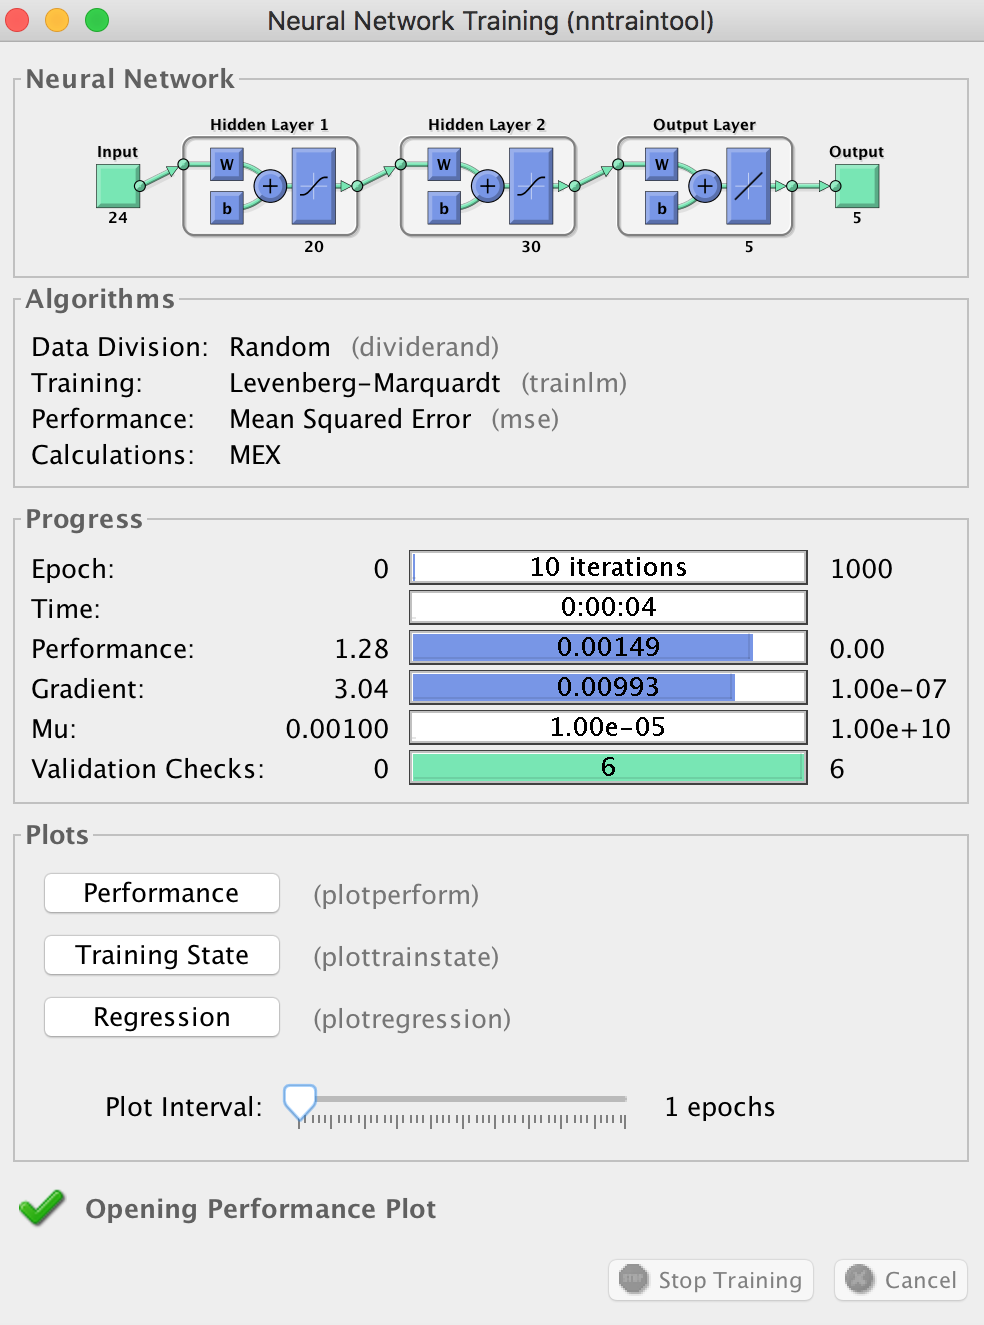 Neural Network Training (nntraintool)
Neural Network
Hidden Layer 1 Hidden Layer 2 Output Layer
Input Output
W W W
+ + +
b b b
24 5
20 30 5
Algorithms
Data Division: Random (dividerand)
Training: Levenberg-Marquardt (trainlm)
Performance: Mean Squared Error (mse)
Calculations: MEX
Progress
Epoch: 0 10 iterations 1000
Time: 0:00:04
Performance: 1.28 0.00149 0.00
Gradient: 3.04 0.00993 1.00e-07
Mu: 0.00100 1.00e-05 1.00e+10
Validation Checks: 0 6 6
Plots
Performance (plotperform)
Training State (plottrainstate)
Regression (plotregression)
Plot Interval: 1 epochs
Opening Performance Plot
STOP Stop Training Cancel